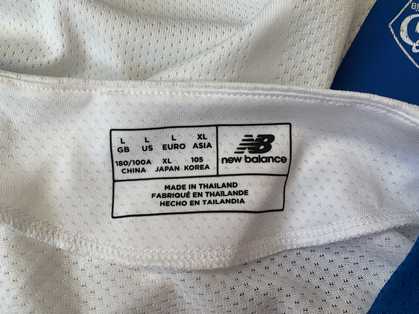 L L L XL
GB US EURO ASIA
180/100A XL 105
CHINA JAPAN KOREA
NB
new balance
MADE IN THAILAND
FABRIQUÉ EN THAÏLANDE
HECHO EN TAILANDIA